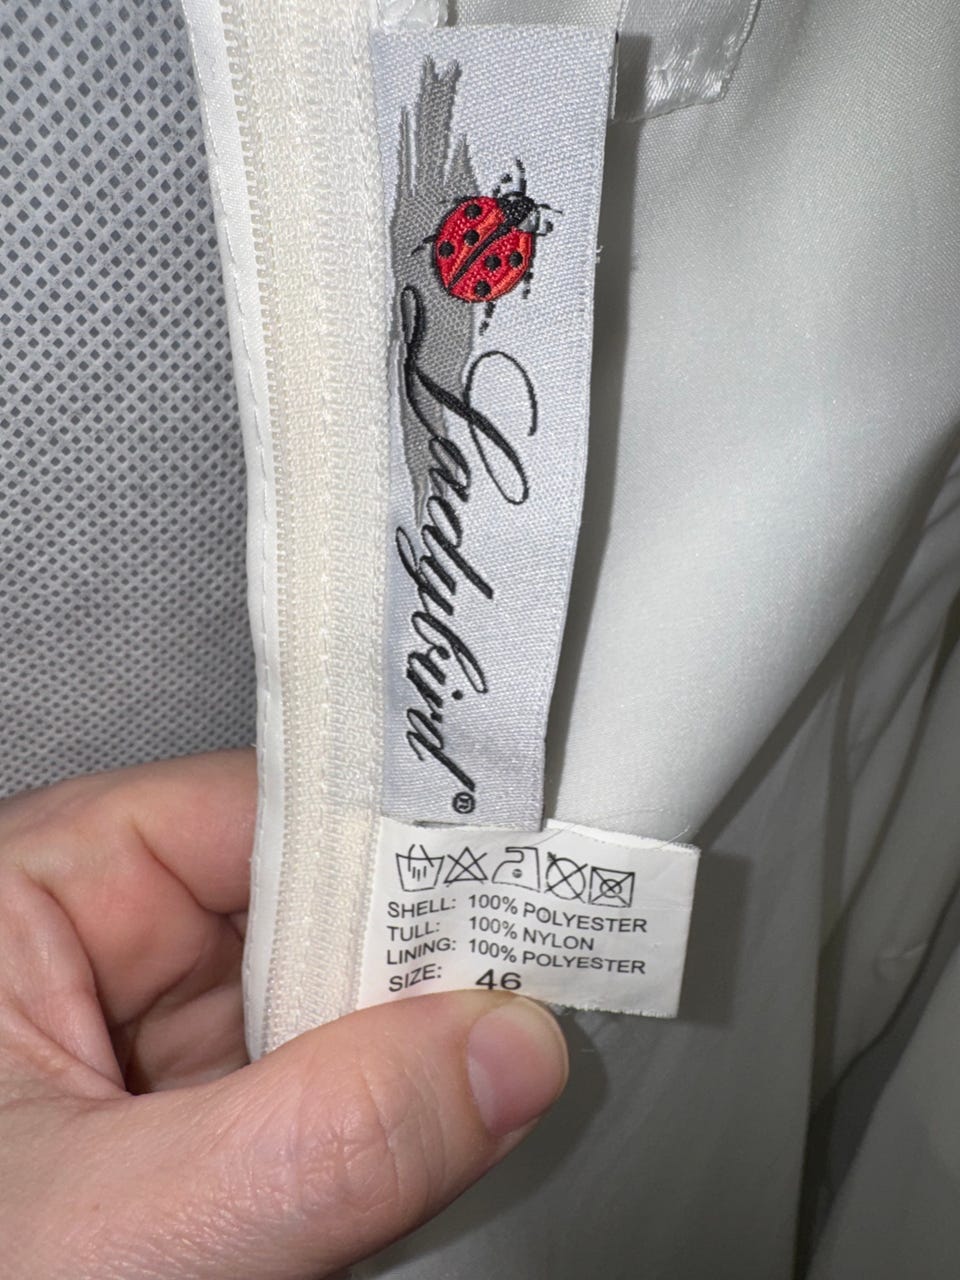 Ladybird®
SHELL: 100% POLYESTER
TULL: 100% NYLON
LINING: 100% POLYESTER
SIZE: 46